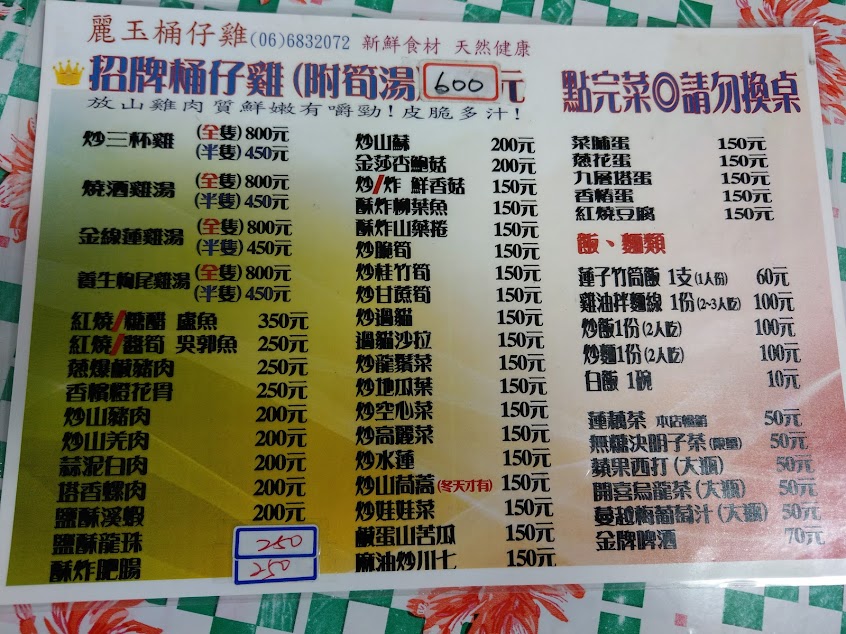 麗玉桶仔雞(06)6832072 新鮮食材 天然健康
招牌桶仔雞(附筍湯) 600元
放山雞肉質鮮嫩有嚼勁!皮脆多汁!
點完菜◎請勿換桌
炒三杯雞 (全隻)800元
(半隻)450元
燒酒雞湯 (全隻)800元
(半隻)450元
金線蓮雞湯 (全隻)800元
(半隻)450元
養生狗尾雞湯 (全隻)800元
(半隻)450元
紅燒/糖醋 鱸魚 350元
紅燒/醬筍 吳郭魚 250元
蔥爆鹹豬肉 250元
香檳橙花骨 250元
炒山豬肉 200元
炒山羌肉 200元
蒜泥白肉 200元
塔香螺肉 200元
鹽酥溪蝦 200元
鹽酥龍珠 250
酥炸肥腸 250
炒山蘇 200元
金莎杏鮑菇 200元
炒/炸 鮮香菇 150元
酥炸柳葉魚 150元
酥炸山藥捲 150元
炒脆筍 150元
炒桂竹筍 150元
炒甘蔗筍 150元
炒過貓 150元
過貓沙拉 150元
炒龍鬚菜 150元
炒地瓜葉 150元
炒空心菜 150元
炒高麗菜 150元
炒水蓮 150元
炒山茼蒿(冬天才有) 150元
炒娃娃菜 150元
鹹蛋山苦瓜 150元
麻油炒川七 150元
菜脯蛋 150元
蔥花蛋 150元
九層塔蛋 150元
香椿蛋 150元
紅燒豆腐 150元
飯、麵類
蓮子竹筒飯 1支(1人份) 60元
雞油拌麵線 1份(2~3人吃) 100元
炒飯1份(2人吃) 100元
炒麵1份(2人吃) 100元
白飯 1碗 10元
蓮藕茶 本店暢銷 50元
無糖決明子茶(限量) 50元
蘋果西打(大瓶) 50元
開喜烏龍茶(大瓶) 50元
蔓越梅葡萄汁(大瓶) 50元
金牌啤酒 70元